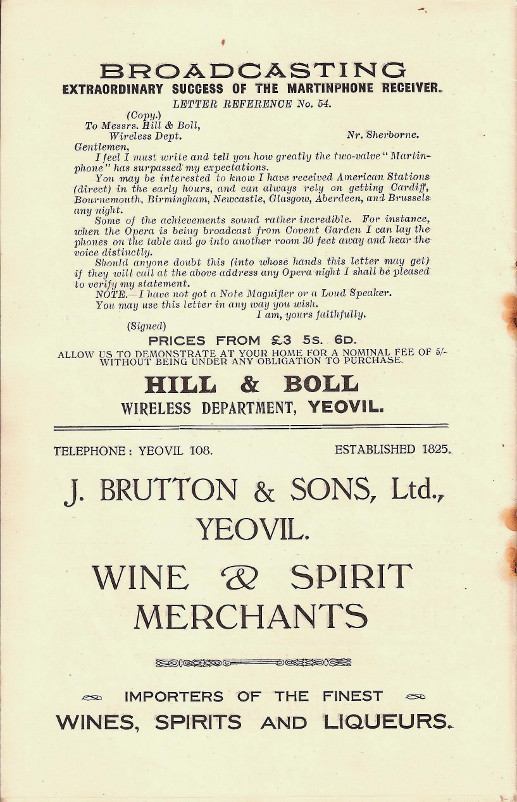 BROADCASTING
EXTRAORDINARY SUCCESS OF THE MARTINPHONE RECEIVER.
LETTER REFERENCE No. 54.
(Copy.)
To Messrs. Hill & Boll,
Wireless Dept. Nr. Sherborne.
Gentlemen,
I feel I must write and tell you how greatly the two-valve "Martin-
phone" has surpassed my expectations.
You may be interested to know I have received American Stations
(direct) in the early hours, and can always rely on getting Cardiff,
Bournemouth, Birmingham, Newcastle, Glasgow, Aberdeen, and Brussels
any night.
Some of the achievements sound rather incredible. For instance,
when the Opera is being broadcast from Covent Garden I can lay the
phones on the table and go into another room 30 feet away and hear the
voice distinctly.
Should anyone doubt this (into whose hands this letter may get)
if they will call at the above address any Opera night I shall be pleased
to verify my statement.
NOTE.—I have not got a Note Magnifier or a Loud Speaker.
You may use this letter in any way you wish.
I am, yours faithfully.
(Signed)
PRICES FROM £3 5s. 6D.
ALLOW US TO DEMONSTRATE AT YOUR HOME FOR A NOMINAL FEE OF 5/-
WITHOUT BEING UNDER ANY OBLIGATION TO PURCHASE.
HILL & BOLL
WIRELESS DEPARTMENT, YEOVIL.
TELEPHONE: YEOVIL 108. ESTABLISHED 1825.
J. BRUTTON & SONS, Ltd.,
YEOVIL.
WINE & SPIRIT
MERCHANTS
IMPORTERS OF THE FINEST
WINES, SPIRITS AND LIQUEURS.